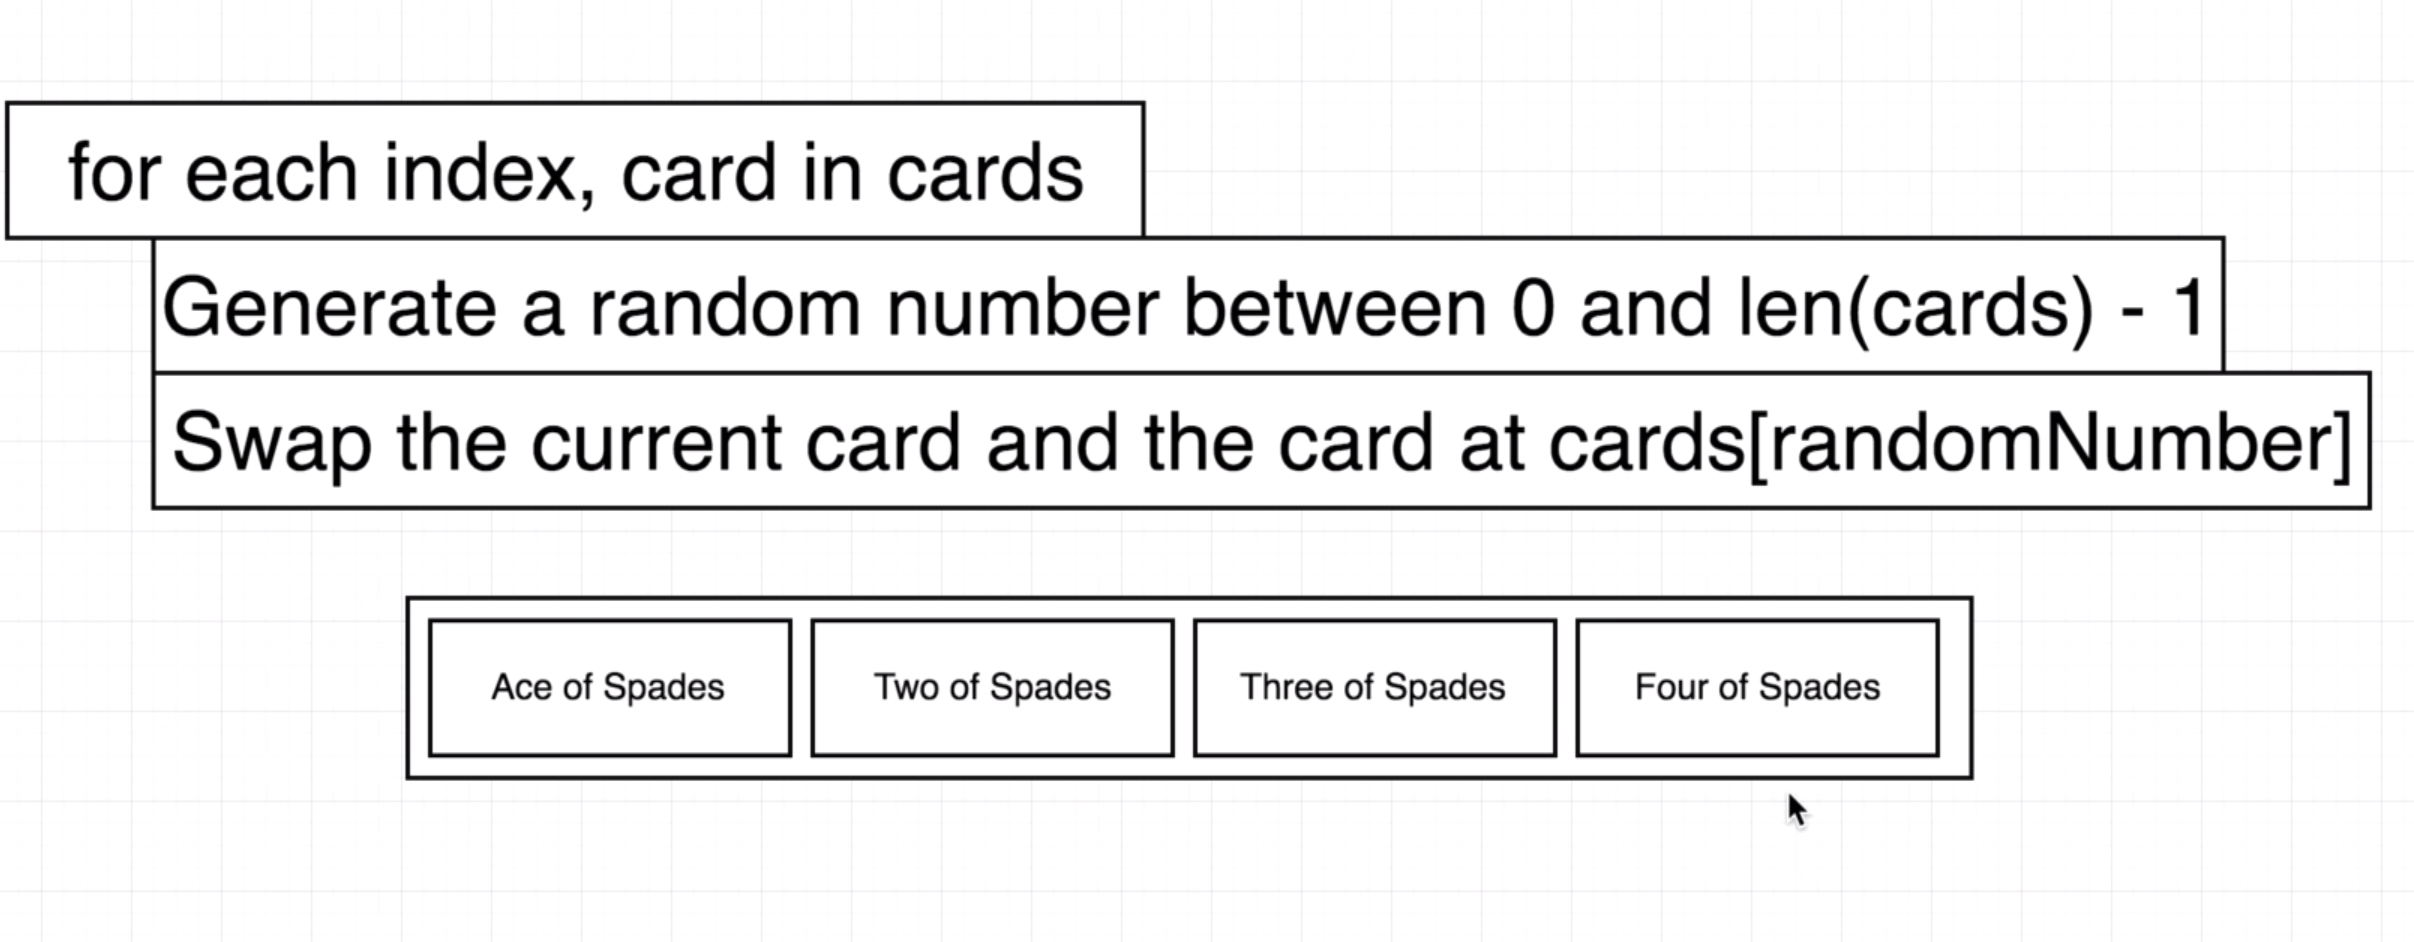 for each index, card in cards
Generate a random number between 0 and len(cards) - 1
Swap the current card and the card at cards[randomNumber]
Ace of Spades
Two of Spades
Three of Spades
Four of Spades